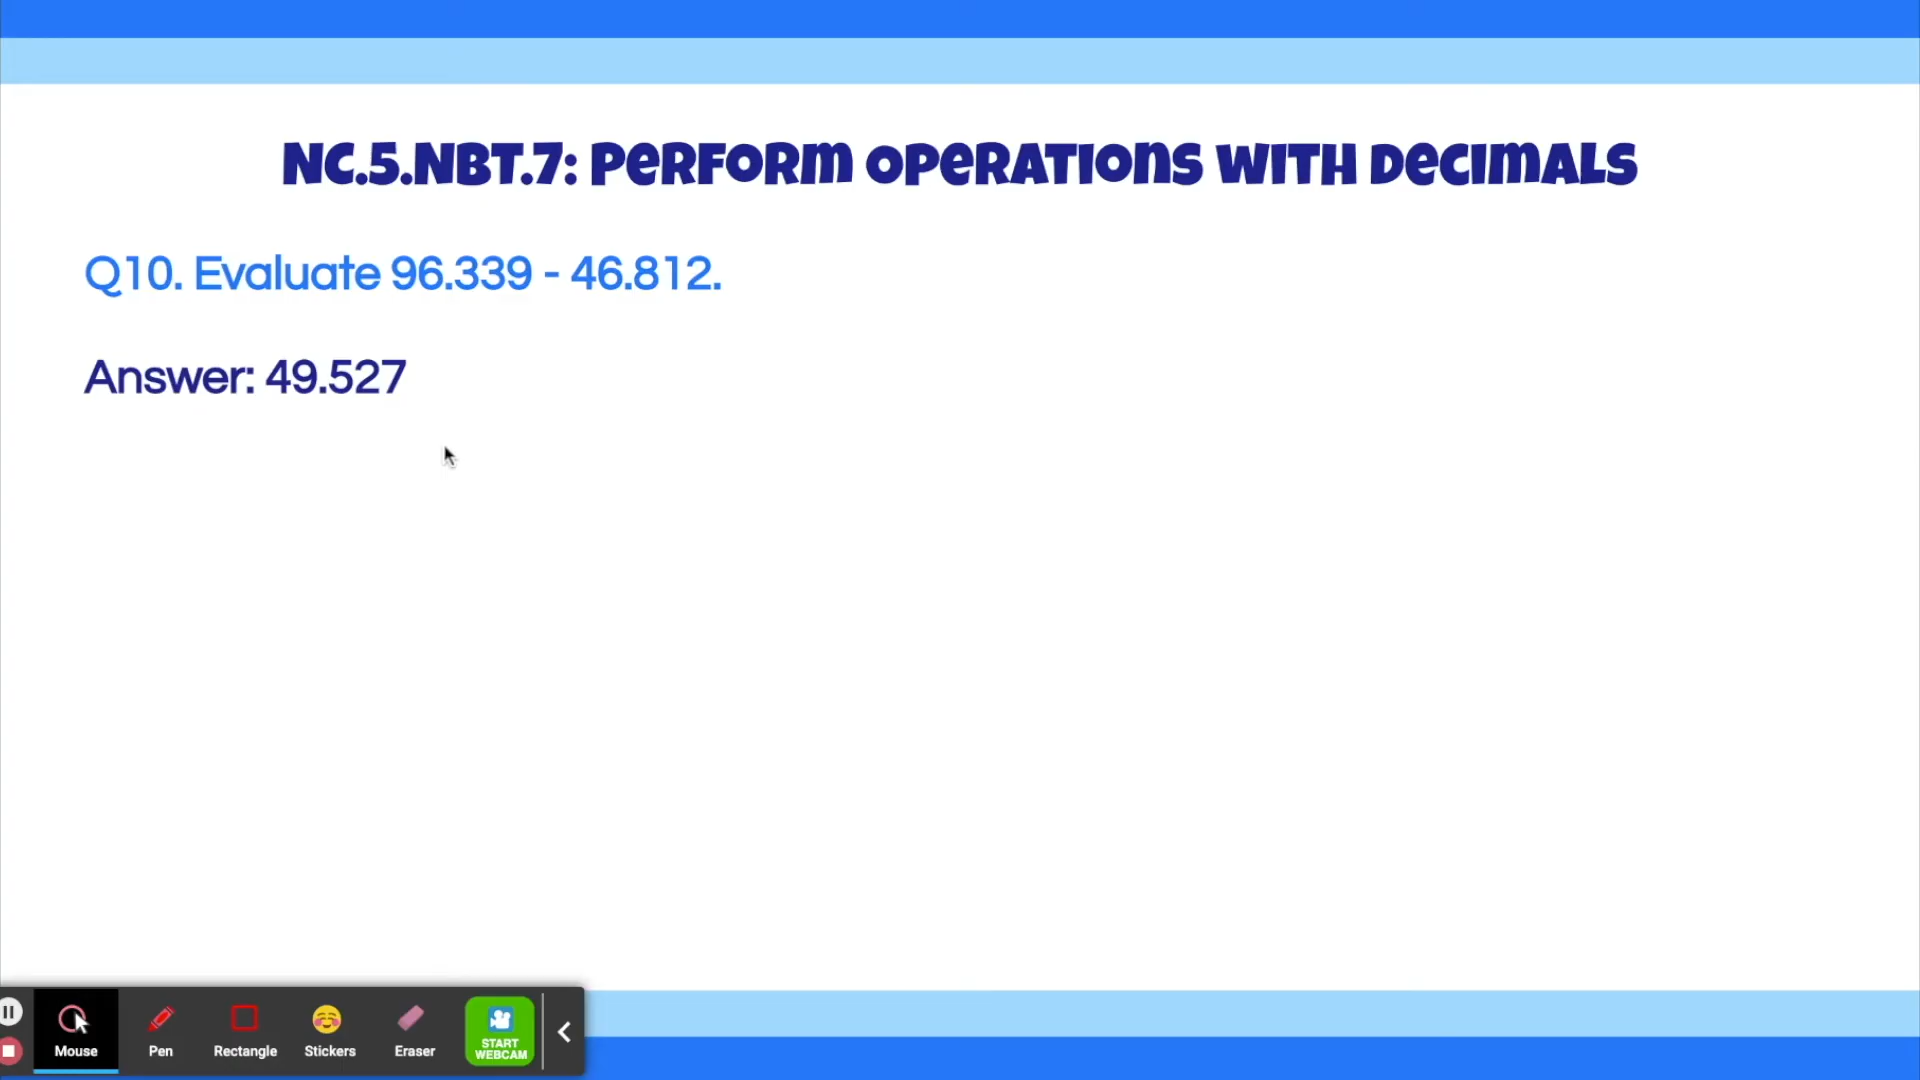 NC.5.NBT.7: Perform Operations with Decimals
Q10. Evaluate 96.339 - 46.812.
Answer: 49.527
Mouse
Pen
Rectangle
Stickers
Eraser
START
WEBCAM